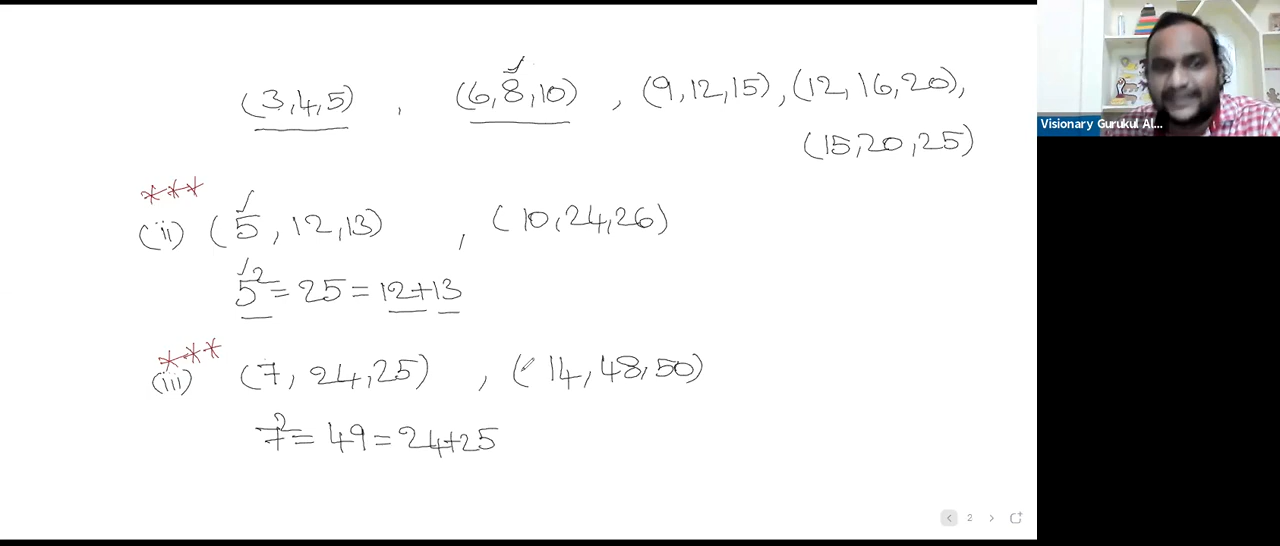 (3,4,5) , (6,8,10) , (9,12,15), (12,16,20),
(15,20,25)
***
(ii) (5, 12, 13) , (10,24,26)
5²= 25 = 12+13
***
(iii) (7, 24,25) , (14,48,50)
7²= 49 = 24+25
Visionary Gurukul Al...
2